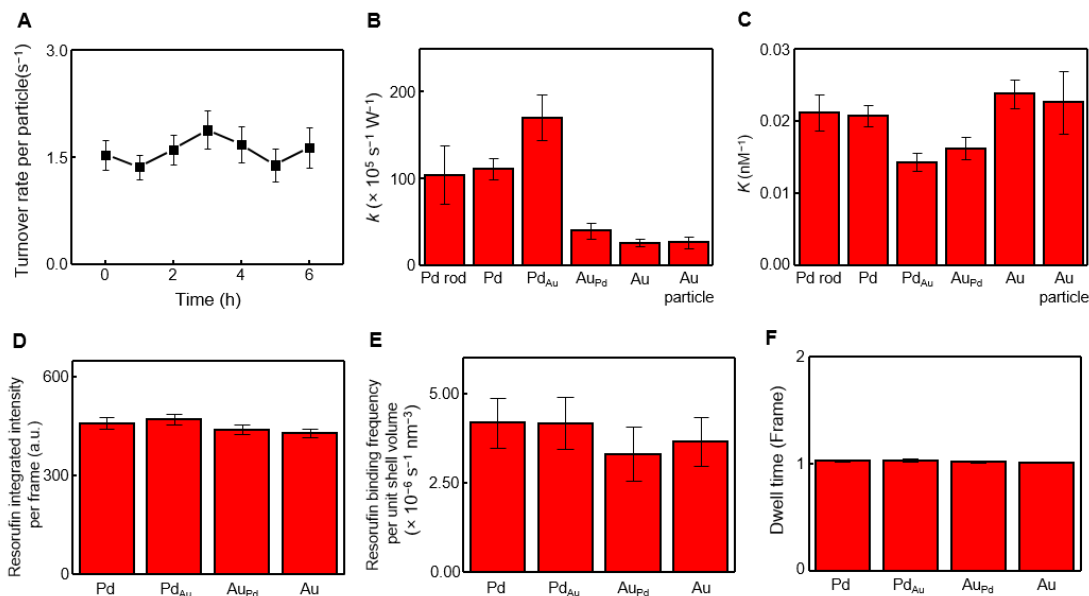 A
Turnover rate per particle(s⁻¹)
3.0
1.5
0.0
0 2 4 6
Time (h)
B
k (× 10⁵ s⁻¹ W⁻¹)
200
100
0
Pd rod Pd Pd_Au Au_Pd Au Au
particle
C
K (nM⁻¹)
0.03
0.02
0.01
0.00
Pd rod Pd Pd_Au Au_Pd Au Au
particle
D
Resorufin integrated intensity
per frame (a.u.)
600
300
0
Pd Pd_Au Au_Pd Au
E
Resorufin binding frequency
per unit shell volume
(× 10⁻⁶ s⁻¹ nm⁻³)
5.00
2.50
0.00
Pd Pd_Au Au_Pd Au
F
Dwell time (Frame)
2
1
0
Pd Pd_Au Au_Pd Au